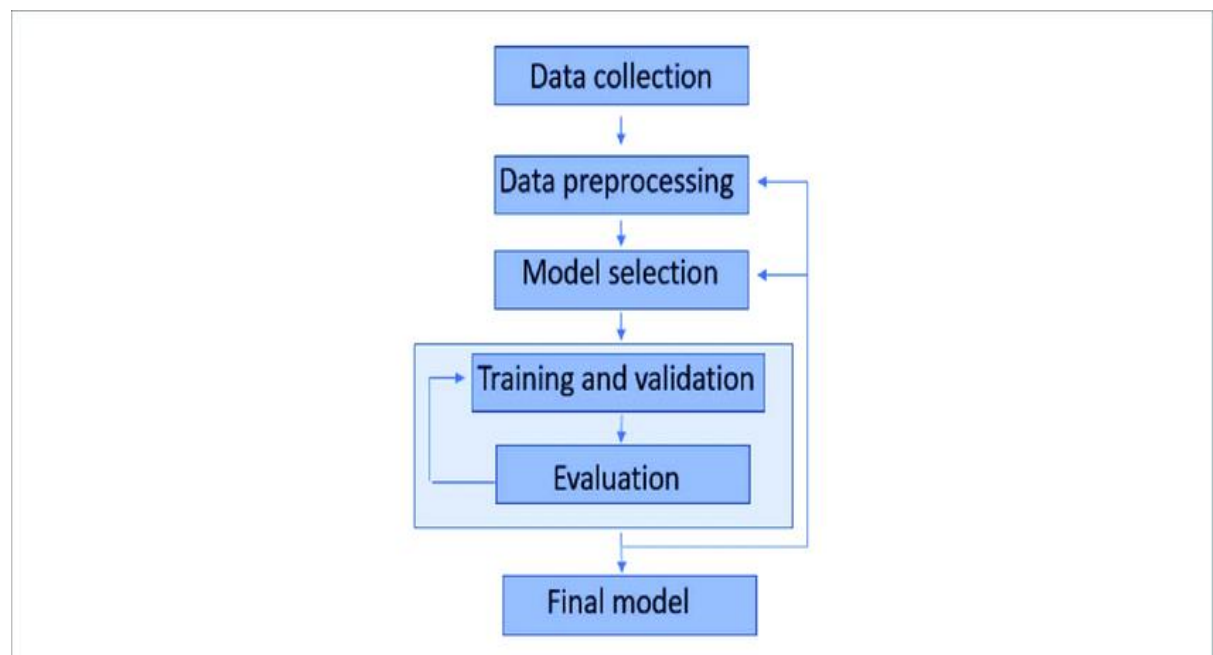 Data collection
Data preprocessing
Model selection
Training and validation
Evaluation
Final model